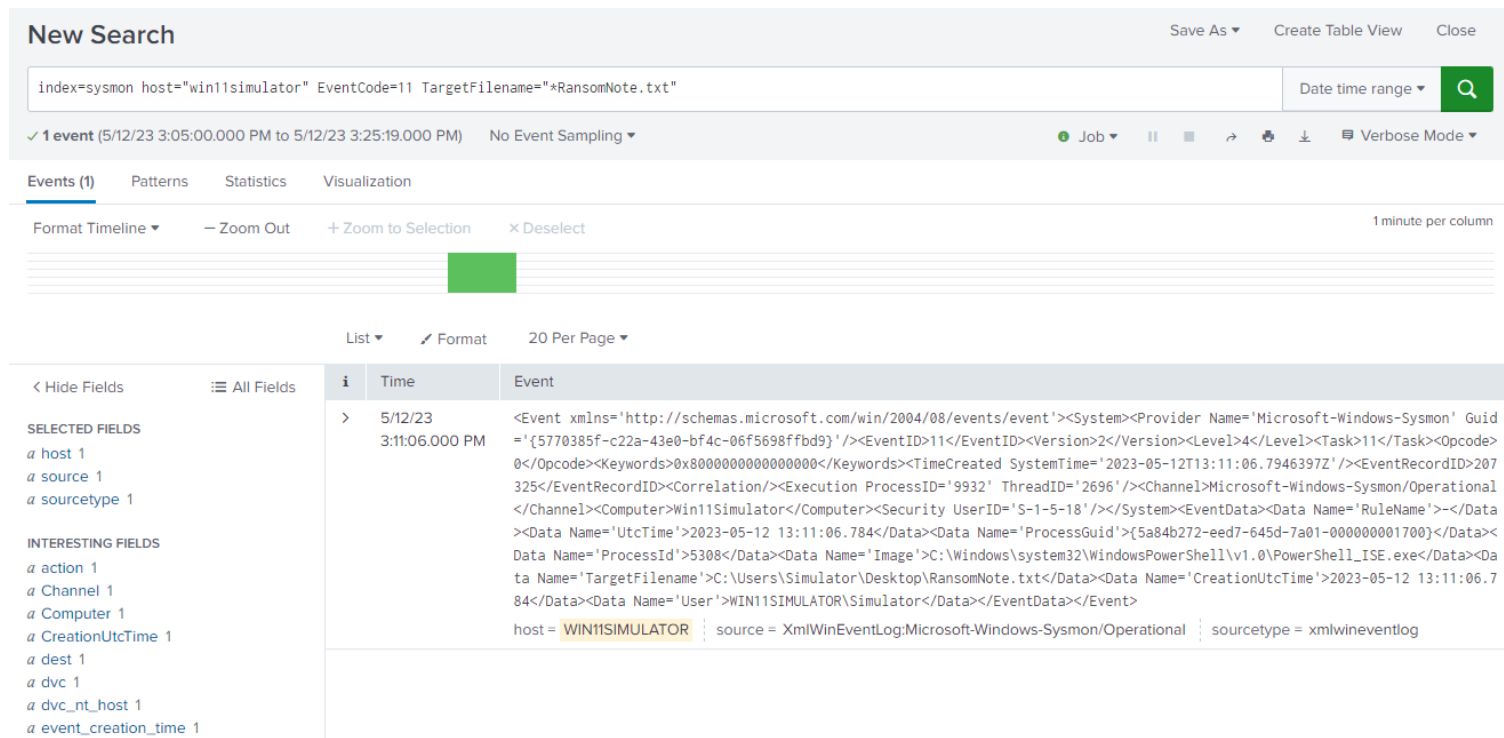 New Search
Save As Create Table View Close
index=sysmon host="win11simulator" EventCode=11 TargetFilename="*RansomNote.txt"
Date time range
✓ 1 event (5/12/23 3:05:00.000 PM to 5/12/23 3:25:19.000 PM) No Event Sampling
Job Verbose Mode
Events (1) Patterns Statistics Visualization
Format Timeline — Zoom Out + Zoom to Selection × Deselect
1 minute per column
List Format 20 Per Page
< Hide Fields All Fields
i Time Event
SELECTED FIELDS
a host 1
a source 1
a sourcetype 1
INTERESTING FIELDS
a action 1
a Channel 1
a Computer 1
a CreationUtcTime 1
a dest 1
a dvc 1
a dvc_nt_host 1
a event_creation_time 1
> 5/12/23
3:11:06.000 PM
<Event xmlns='http://schemas.microsoft.com/win/2004/08/events/event'><System><Provider Name='Microsoft-Windows-Sysmon' Guid
='{5770385f-c22a-43e0-bf4c-06f5698ffbd9}'/><EventID>11</EventID><Version>2</Version><Level>4</Level><Task>11</Task><Opcode>
0</Opcode><Keywords>0x8000000000000000</Keywords><TimeCreated SystemTime='2023-05-12T13:11:06.7946397Z'/><EventRecordID>207
325</EventRecordID><Correlation/><Execution ProcessID='9932' ThreadID='2696'/><Channel>Microsoft-Windows-Sysmon/Operational
</Channel><Computer>Win11Simulator</Computer><Security UserID='S-1-5-18'/></System><EventData><Data Name='RuleName'>-</Data
><Data Name='UtcTime'>2023-05-12 13:11:06.784</Data><Data Name='ProcessGuid'>{5a84b272-eed7-645d-7a01-000000001700}</Data><
Data Name='ProcessId'>5308</Data><Data Name='Image'>C:\Windows\system32\WindowsPowerShell\v1.0\PowerShell_ISE.exe</Data><Da
ta Name='TargetFilename'>C:\Users\Simulator\Desktop\RansomNote.txt</Data><Data Name='CreationUtcTime'>2023-05-12 13:11:06.7
84</Data><Data Name='User'>WIN11SIMULATOR\Simulator</Data></EventData></Event>
host = WIN11SIMULATOR source = XmlWinEventLog:Microsoft-Windows-Sysmon/Operational sourcetype = xmlwineventlog